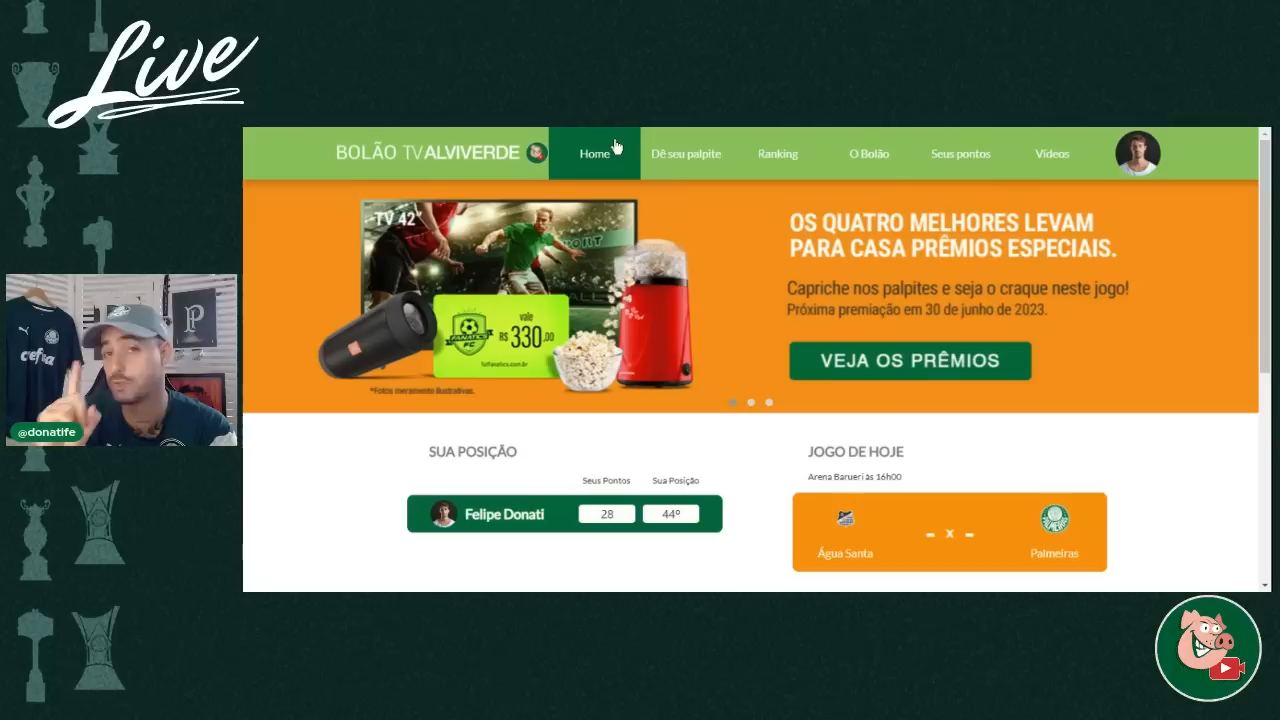 Live
BOLÃO TV ALVIVERDE
Home
Dê seu palpite
Ranking
O Bolão
Seus pontos
Vídeos
TV 42"
OS QUATRO MELHORES LEVAM
PARA CASA PRÊMIOS ESPECIAIS.
Capriche nos palpites e seja o craque neste jogo!
Próxima premiação em 30 de junho de 2023.
VEJA OS PRÊMIOS
FANATICS
FC
vale
R$ 330,00
futfanatics.com.br
*Fotos meramente ilustrativas.
@donatife
SUA POSIÇÃO
Seus Pontos
Sua Posição
Felipe Donati
28
44º
JOGO DE HOJE
Arena Barueri às 16h00
- x -
Água Santa
Palmeiras